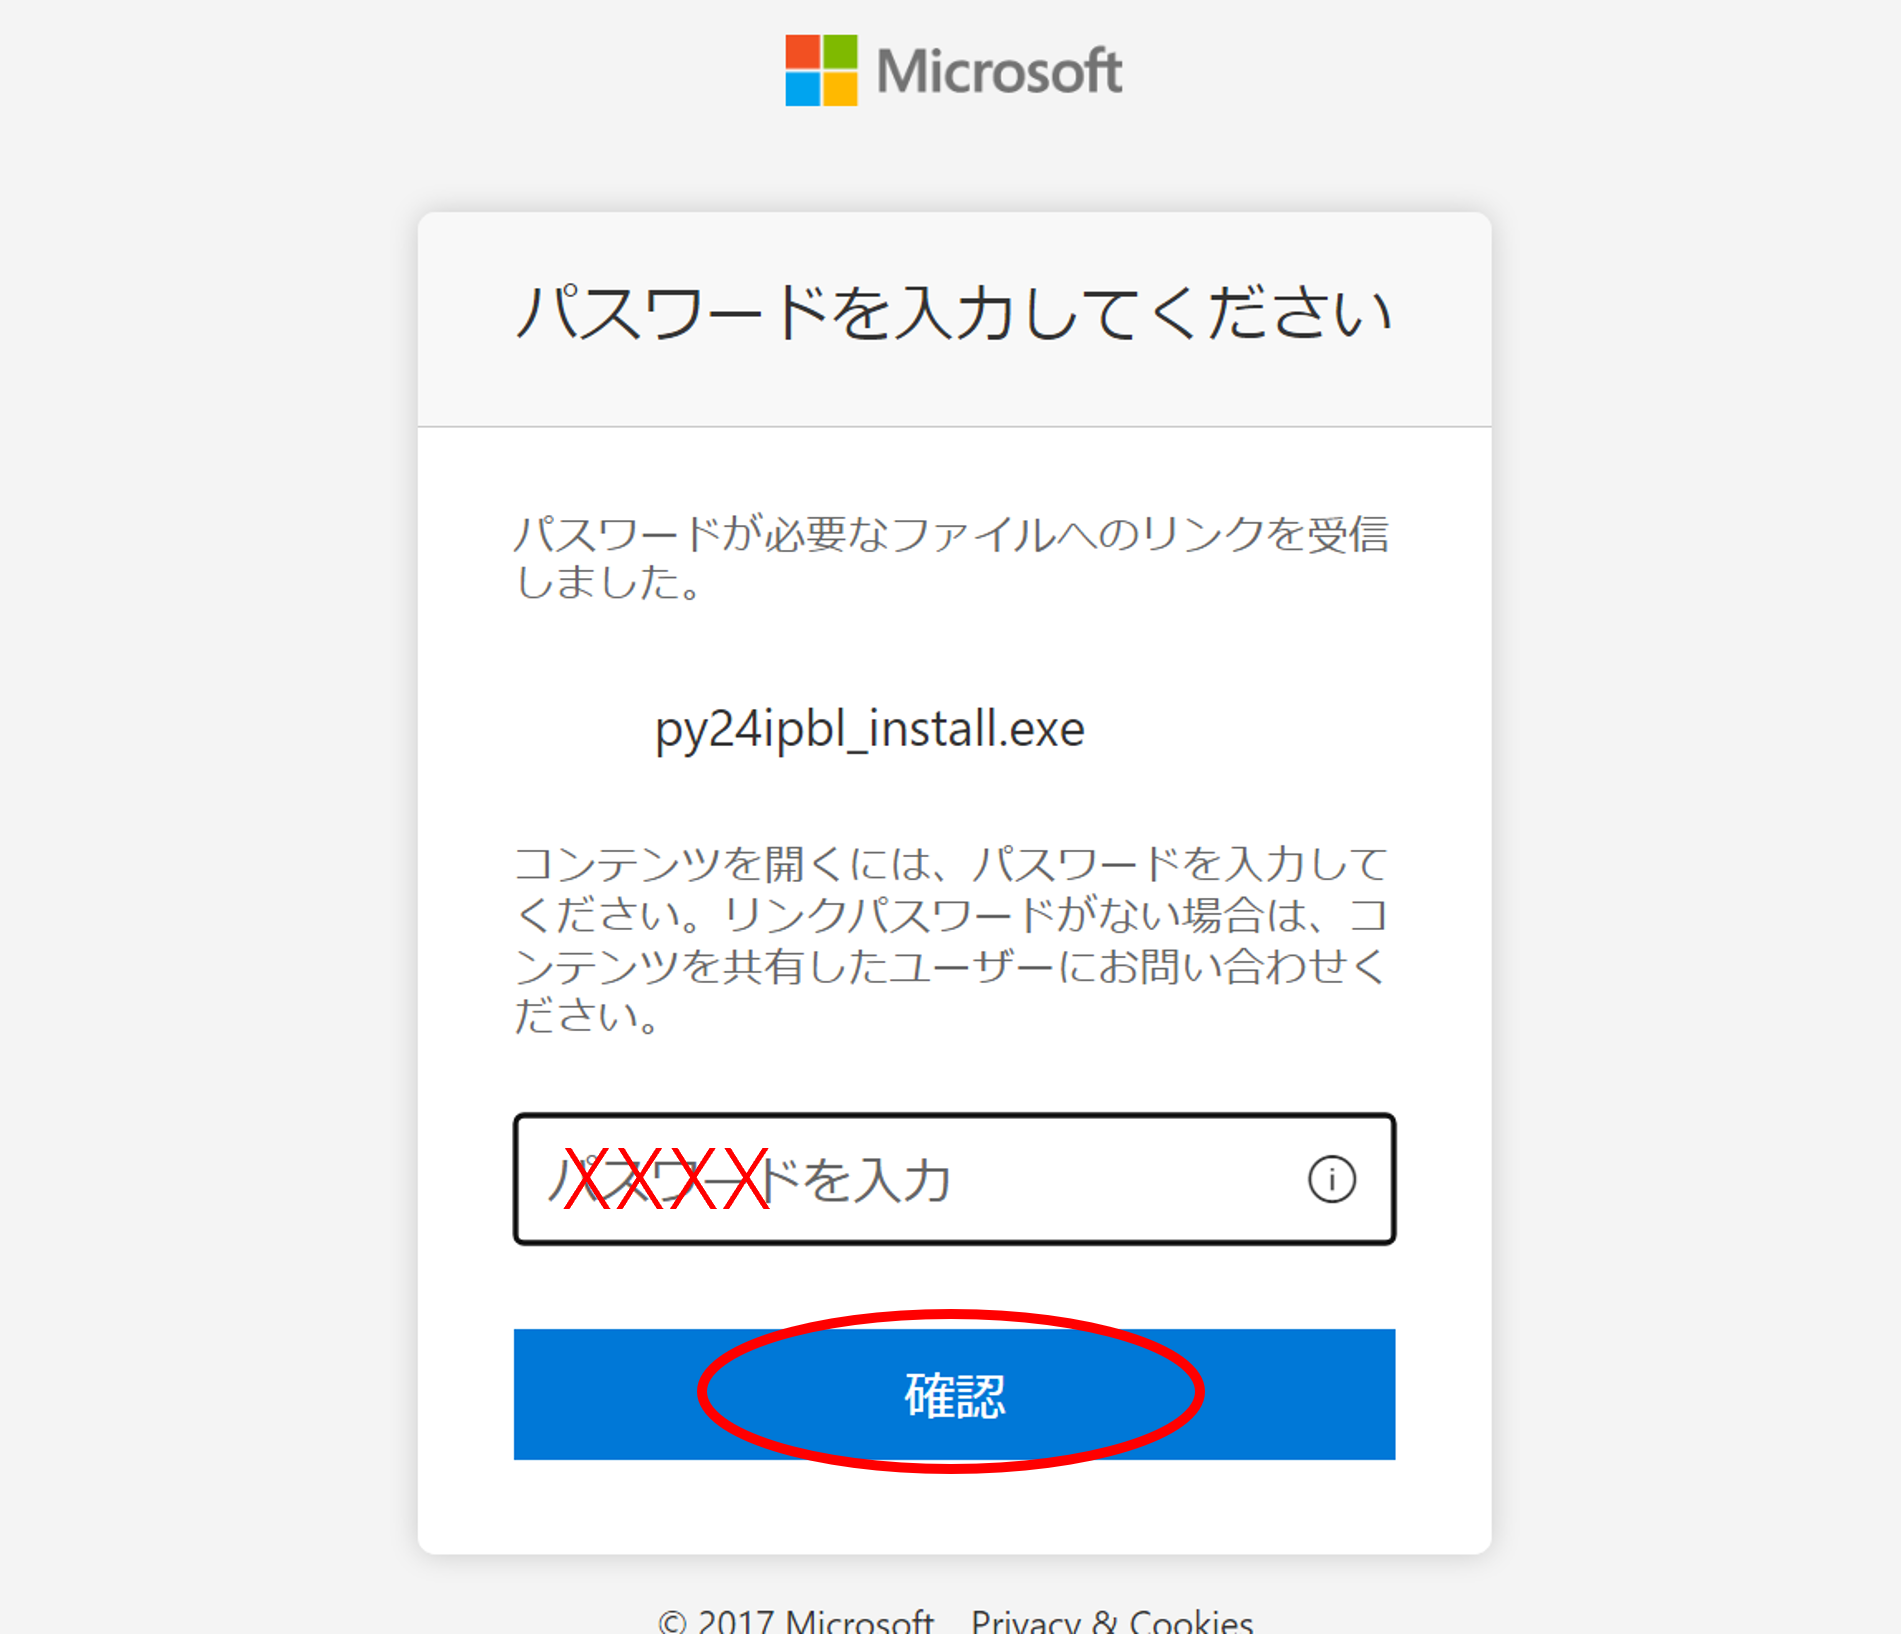 Microsoft
パスワードを入力してください
パスワードが必要なファイルへのリンクを受信
しました。
py24ipbl_install.exe
コンテンツを開くには、パスワードを入力して
ください。リンクパスワードがない場合は、コ
ンテンツを共有したユーザーにお問い合わせく
ださい。
パスワードを入力
XXXX
確認
© 2017 Microsoft Privacy & Cookies